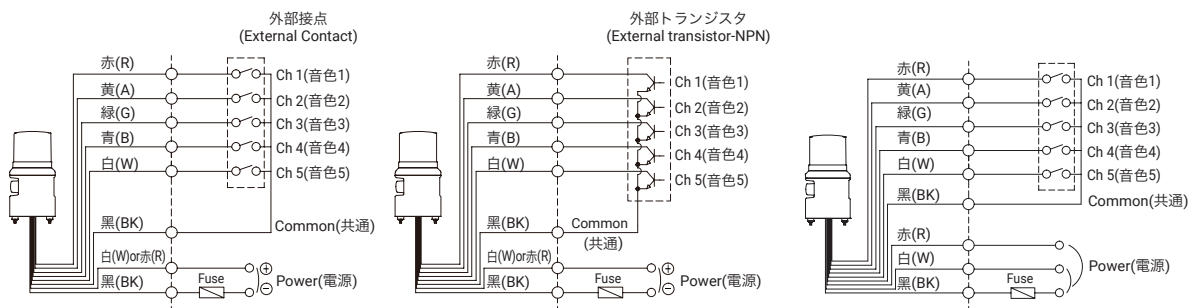 外部接点
(External Contact)
赤(R)
Ch 1(音色1)
黄(A)
Ch 2(音色2)
緑(G)
Ch 3(音色3)
青(B)
Ch 4(音色4)
白(W)
Ch 5(音色5)
黒(BK)
Common(共通)
白(W)or赤(R)
⊕
Power(電源)
黒(BK)
Fuse
⊖
外部トランジスタ
(External transistor-NPN)
赤(R)
Ch 1(音色1)
黄(A)
Ch 2(音色2)
緑(G)
Ch 3(音色3)
青(B)
Ch 4(音色4)
白(W)
Ch 5(音色5)
黒(BK)
Common
(共通)
白(W)or赤(R)
⊕
Power(電源)
黒(BK)
Fuse
⊖
赤(R)
Ch 1(音色1)
黄(A)
Ch 2(音色2)
緑(G)
Ch 3(音色3)
青(B)
Ch 4(音色4)
白(W)
Ch 5(音色5)
黒(BK)
Common(共通)
赤(R)
白(W)
Power(電源)
黒(BK)
Fuse